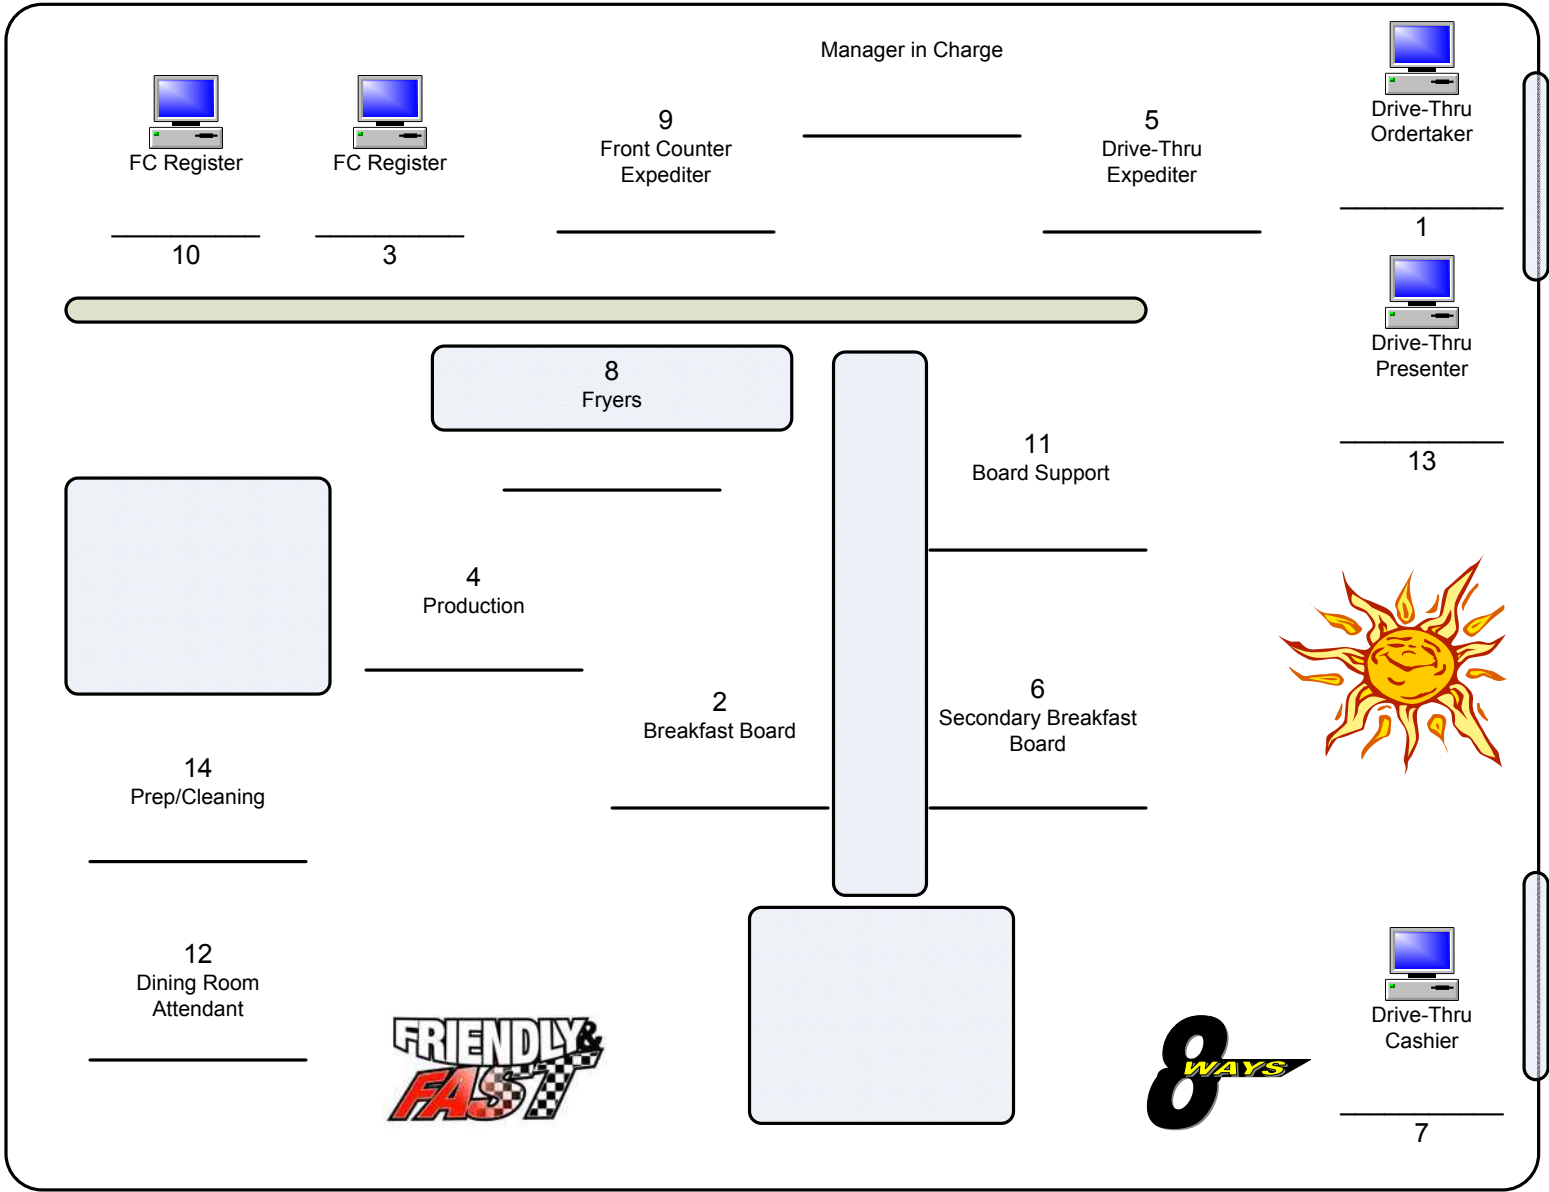 Manager in Charge
FC Register
10
FC Register
3
9
Front Counter
Expediter
5
Drive-Thru
Expediter
Drive-Thru
Ordertaker
1
Drive-Thru
Presenter
13
8
Fryers
11
Board Support
4
Production
2
Breakfast Board
6
Secondary Breakfast
Board
14
Prep/Cleaning
12
Dining Room
Attendant
FRIENDLY&
FAST
8
WAYS
Drive-Thru
Cashier
7